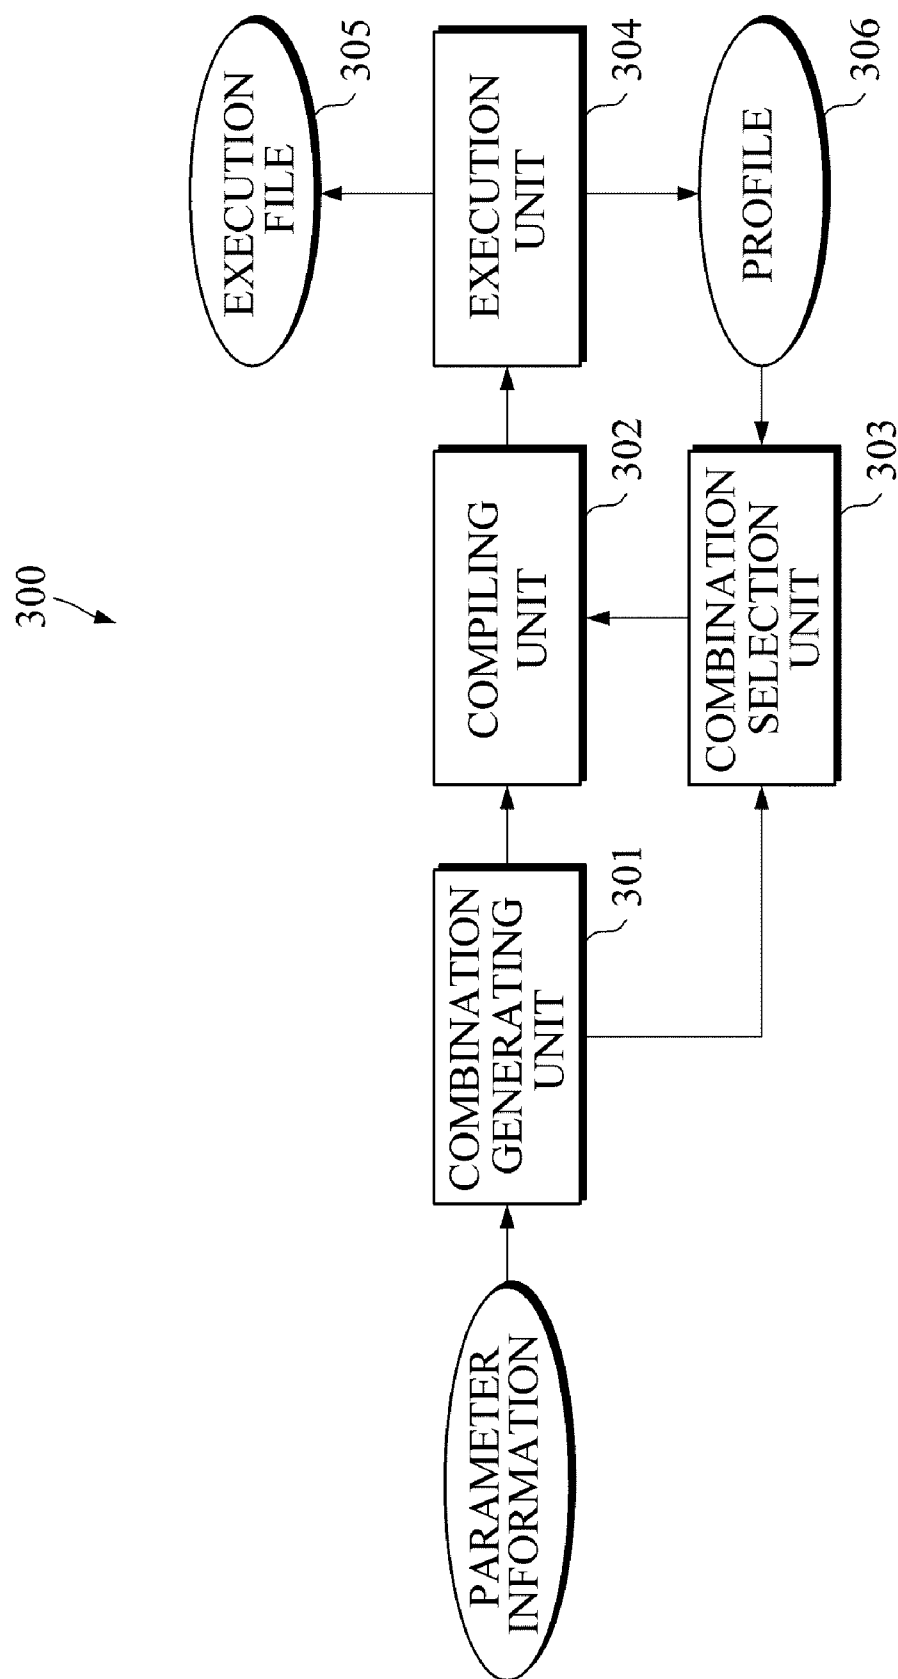 300
EXECUTION
FILE
305
PARAMETER
INFORMATION
COMBINATION
GENERATING
UNIT
301
COMPILING
UNIT
302
EXECUTION
UNIT
304
COMBINATION
SELECTION
UNIT
303
PROFILE
306